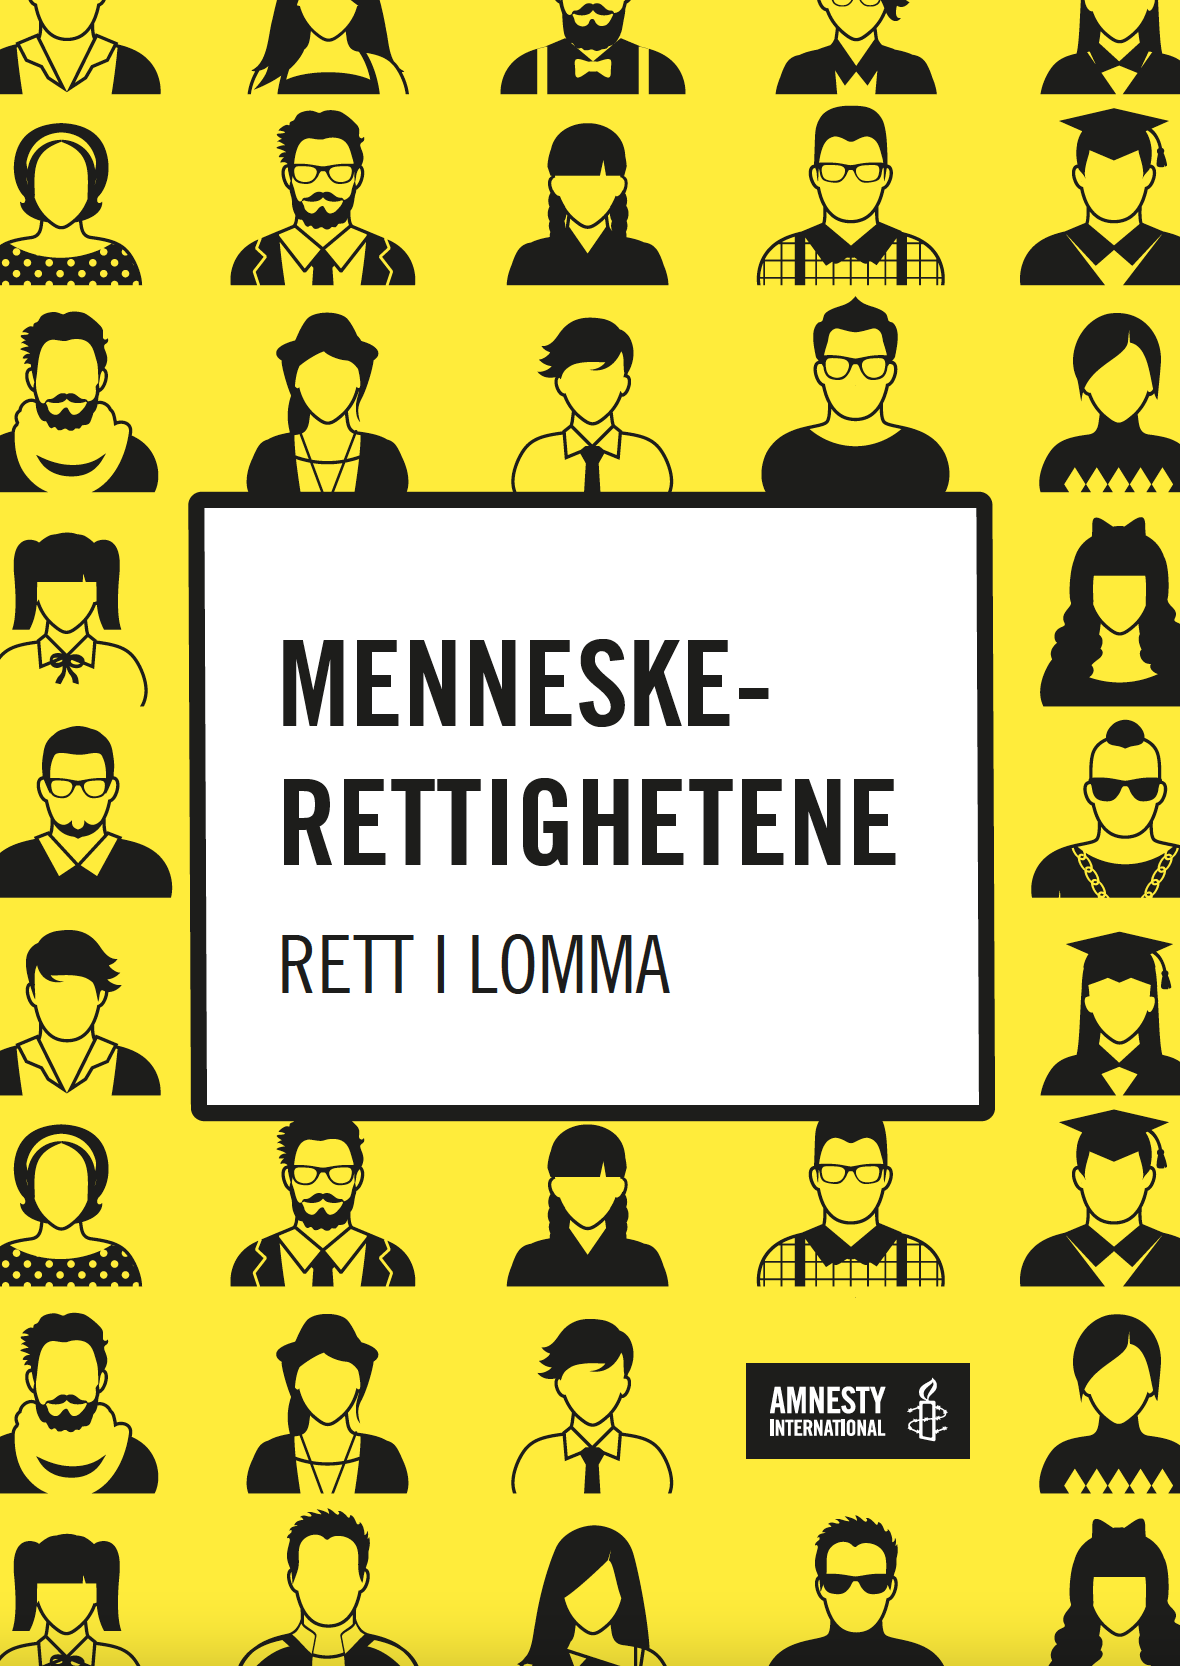 MENNESKE-
RETTIGHETENE
RETT I LOMMA
AMNESTY
INTERNATIONAL